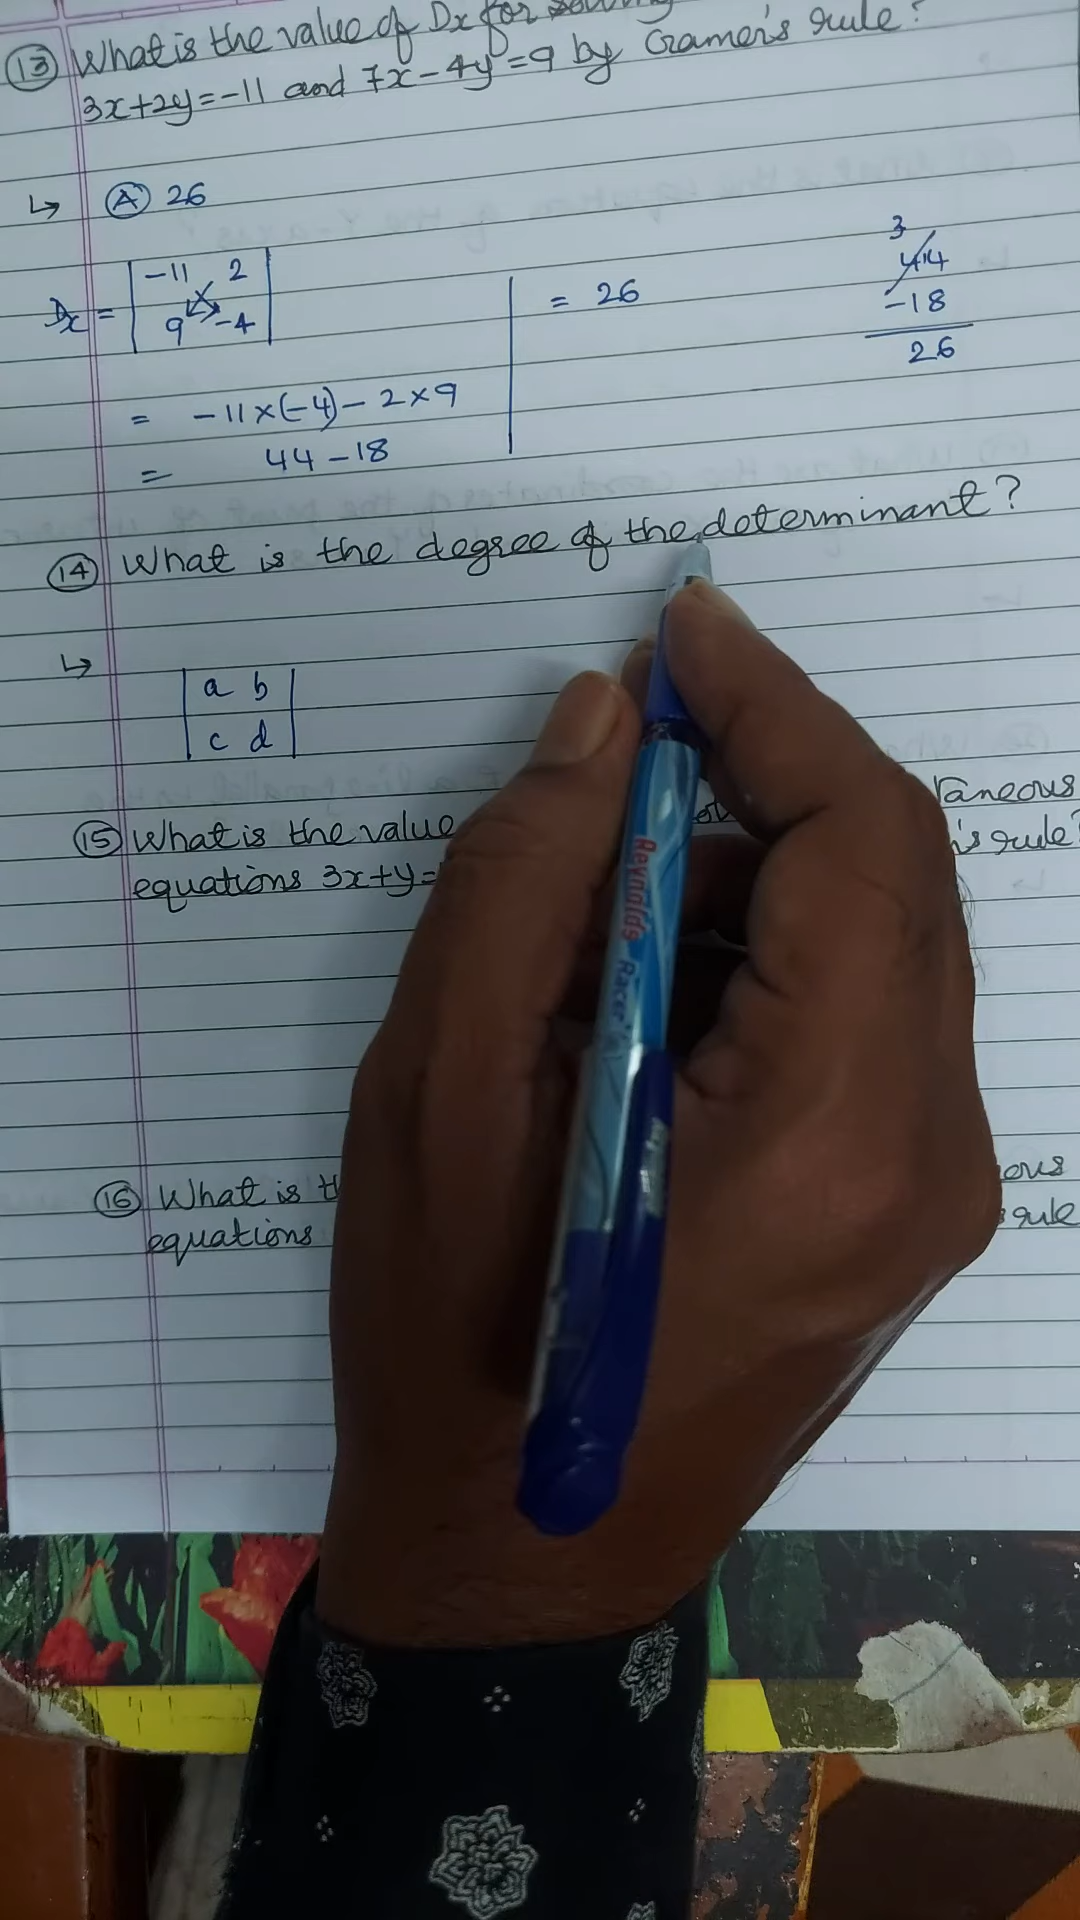 13 What is the value of Dx for solving
3x+2y=-11 and 7x-4y=9 by Cramer's rule?
↳ A 26
Dx = | -11 2 |
| 9 -4 |
= -11×(-4)-2×9
= 44-18
= 26
3
44
-18
26
14 What is the degree of the determinant?
↳ | a b |
| c d |
15 What is the value
equations 3x+y=
's rule?
16 What is
equations
rule
Reynolds Racer